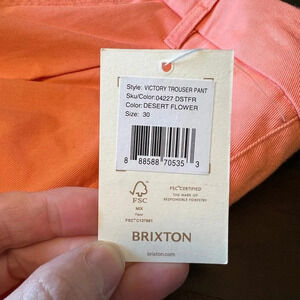 Style: VICTORY TROUSER PANT
Sku/Color:04227 DSTFR
Color: DESERT FLOWER
Size: 30
8 88588 70535 3
FSC
MIX
FSC® CERTIFIED
THE MARK OF
RESPONSIBLE FORESTRY
BRIXTON
brixton.com